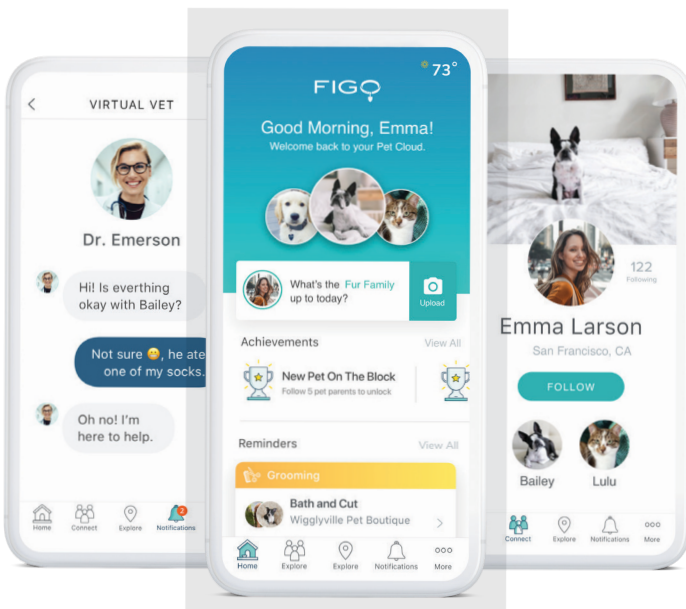 VIRTUAL VET
Dr. Emerson
Hi! Is everthing
okay with Bailey?
Not sure 😬, he ate
one of my socks.
Oh no! I'm
here to help.
Home
Connect
Explore
Notifications
2
73°
FIGO
Good Morning, Emma!
Welcome back to your Pet Cloud.
What's the Fur Family
up to today?
Upload
Achievements
View All
New Pet On The Block
Follow 5 pet parents to unlock
Reminders
View All
Grooming
Bath and Cut
Wigglyville Pet Boutique
Home
Explore
Explore
Notifications
More
122
Following
Emma Larson
San Francisco, CA
FOLLOW
Bailey
Lulu
Connect
Explore
Notifications
More